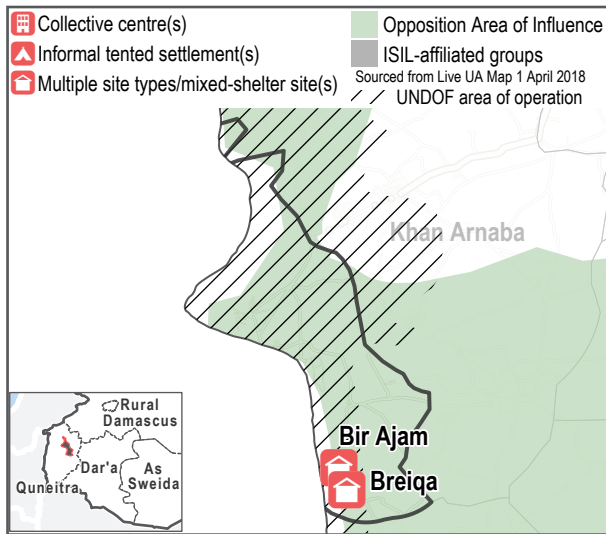 Collective centre(s)
Informal tented settlement(s)
Multiple site types/mixed-shelter site(s)
Opposition Area of Influence
ISIL-affiliated groups
Sourced from Live UA Map 1 April 2018
UNDOF area of operation
Khan Arnaba
Bir Ajam
Breiqa
Rural
Damascus
Dar'a
As
Sweida
Quneitra